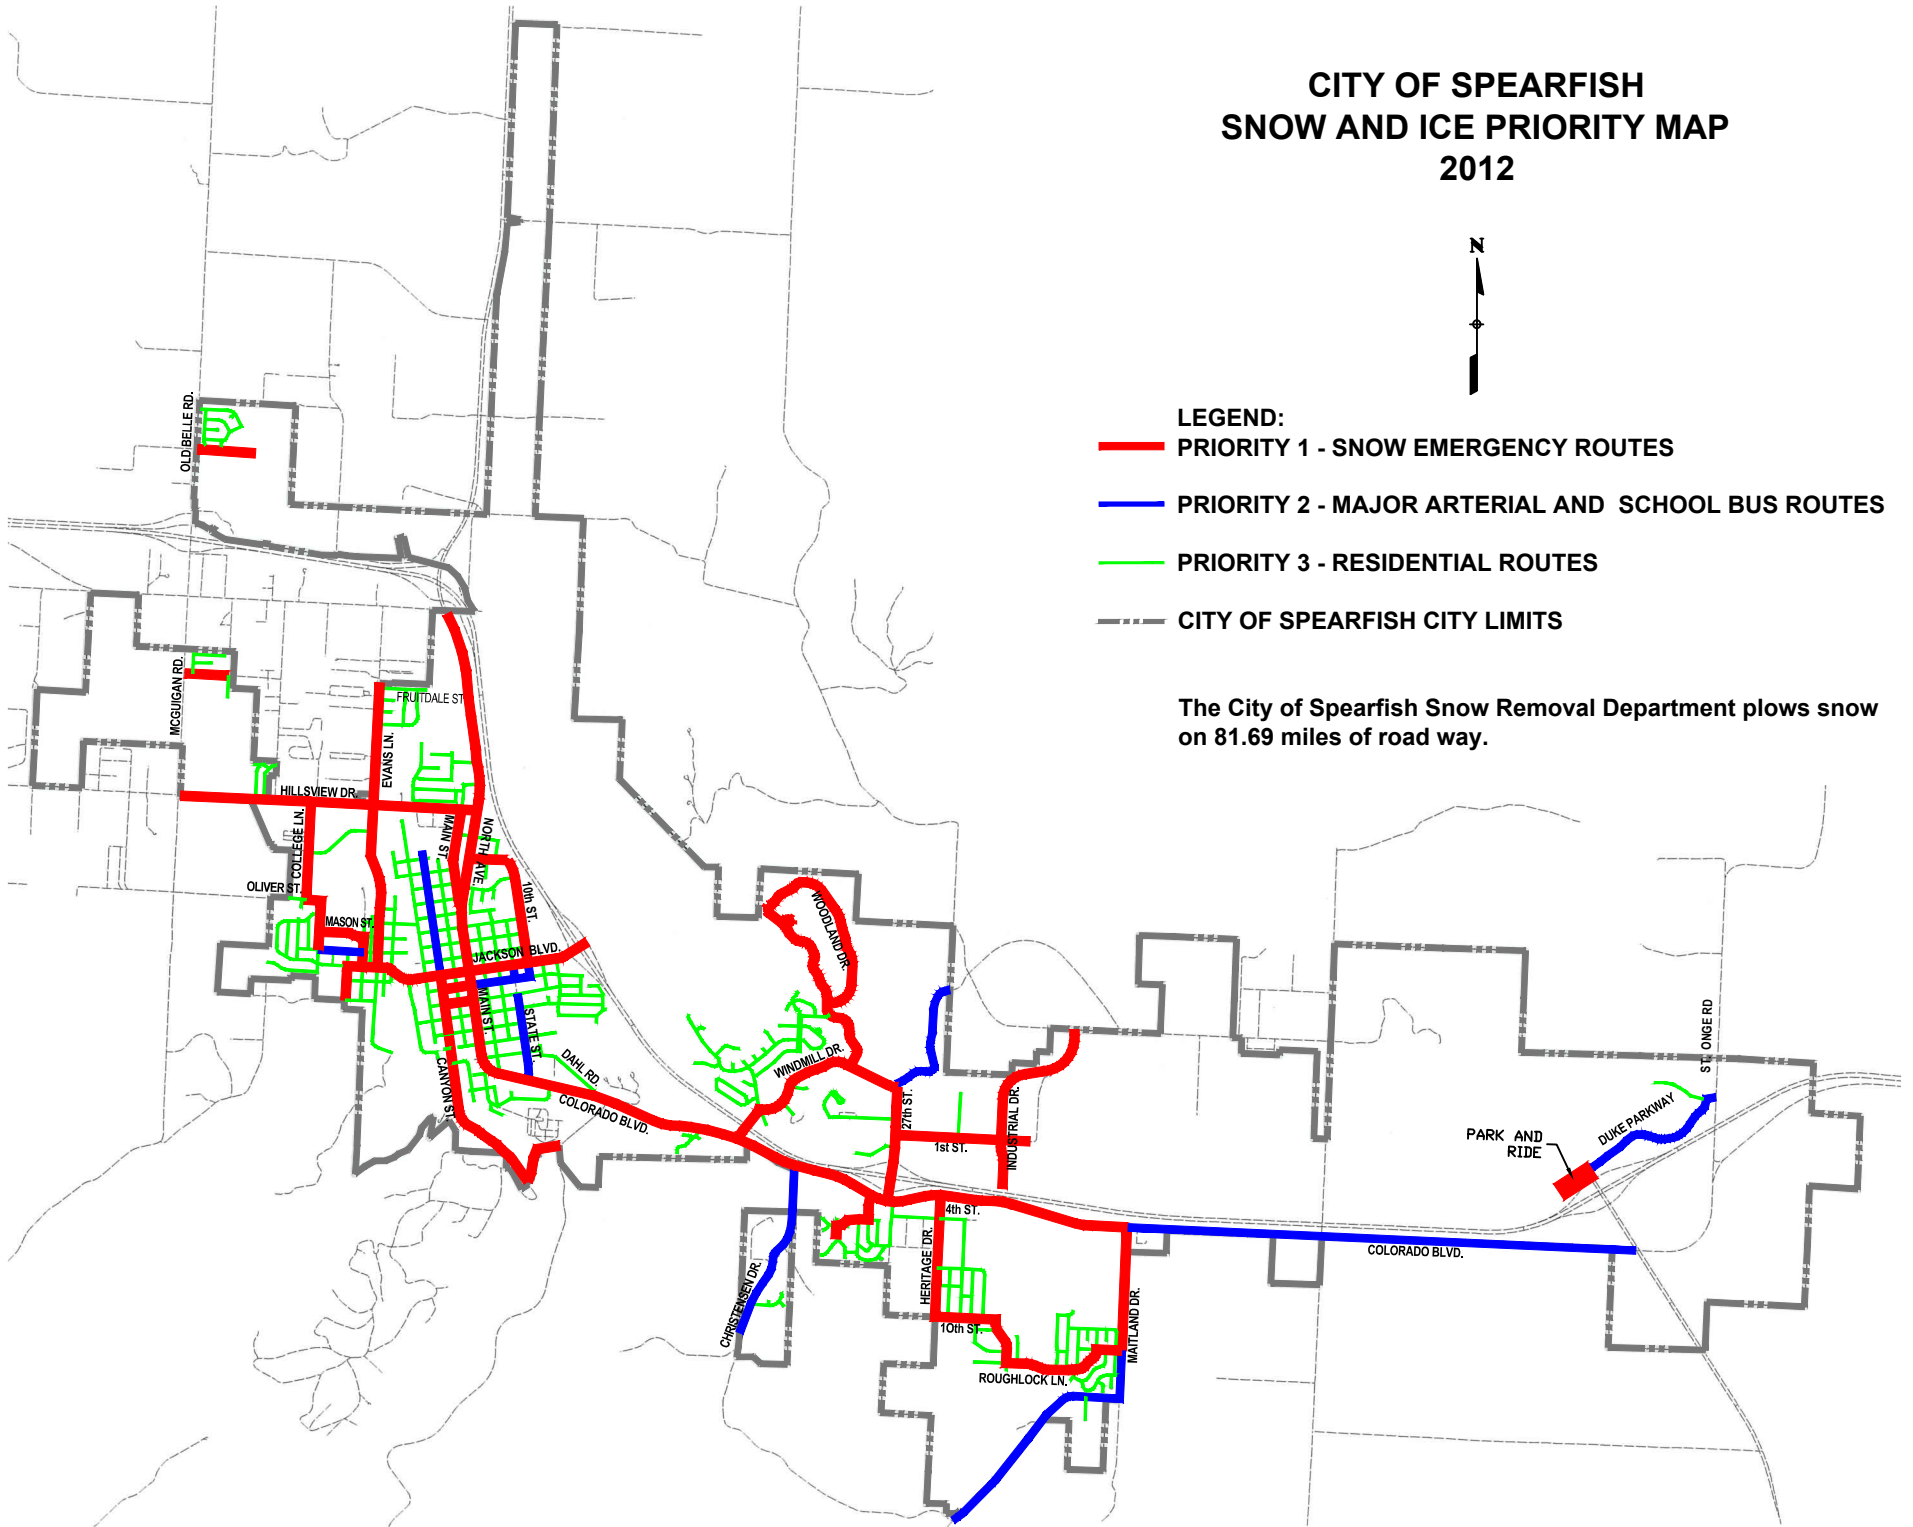 CITY OF SPEARFISH
SNOW AND ICE PRIORITY MAP
2012
N
LEGEND:
PRIORITY 1 - SNOW EMERGENCY ROUTES
PRIORITY 2 - MAJOR ARTERIAL AND SCHOOL BUS ROUTES
PRIORITY 3 - RESIDENTIAL ROUTES
CITY OF SPEARFISH CITY LIMITS
The City of Spearfish Snow Removal Department plows snow
on 81.69 miles of road way.
OLD BELLE RD.
MCGUIGAN RD.
FRUITDALE ST
EVANS LN.
HILLSVIEW DR.
COLLEGE LN.
MAIN ST.
NORTH AVE.
OLIVER ST.
10th ST.
MASON ST.
JACKSON BLVD.
WOODLAND DR.
MAIN ST.
STATE ST.
CANYON ST.
DAHL RD.
COLORADO BLVD.
WINDMILL DR.
27th ST.
1st ST.
INDUSTRIAL DR.
ST. ONGE RD
DUKE PARKWAY
PARK AND
RIDE
4th ST.
HERITAGE DR.
COLORADO BLVD.
CHRISTENSEN DR.
10th ST.
MAITLAND DR.
ROUGHLOCK LN.